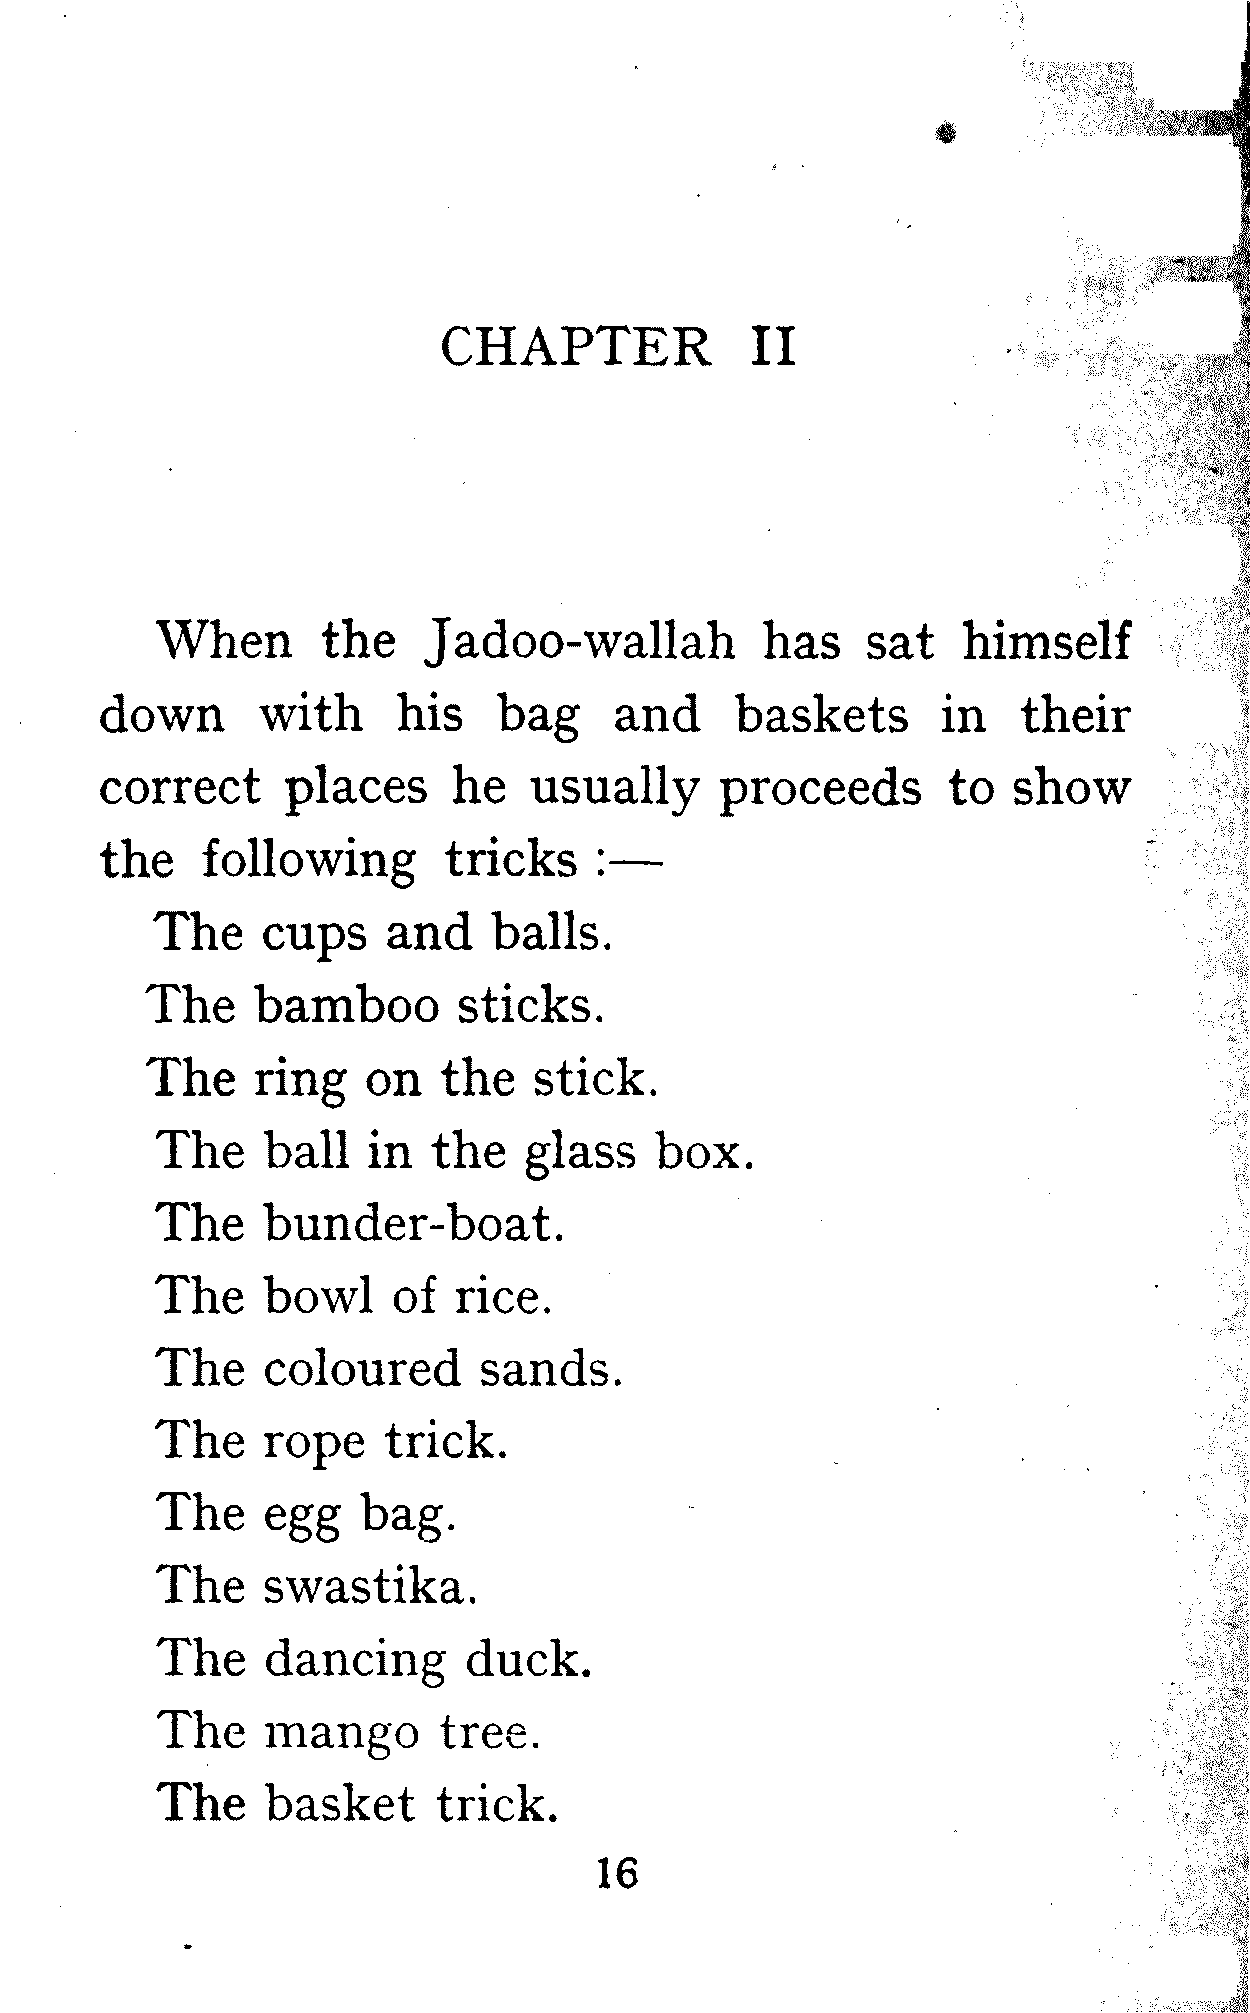 CHAPTER II
When the Jadoo-wallah has sat himself
down with his bag and baskets in their
correct places he usually proceeds to show
the following tricks :—
The cups and balls.
The bamboo sticks.
The ring on the stick.
The ball in the glass box.
The bunder-boat.
The bowl of rice.
The coloured sands.
The rope trick.
The egg bag.
The swastika.
The dancing duck.
The mango tree.
The basket trick.
16